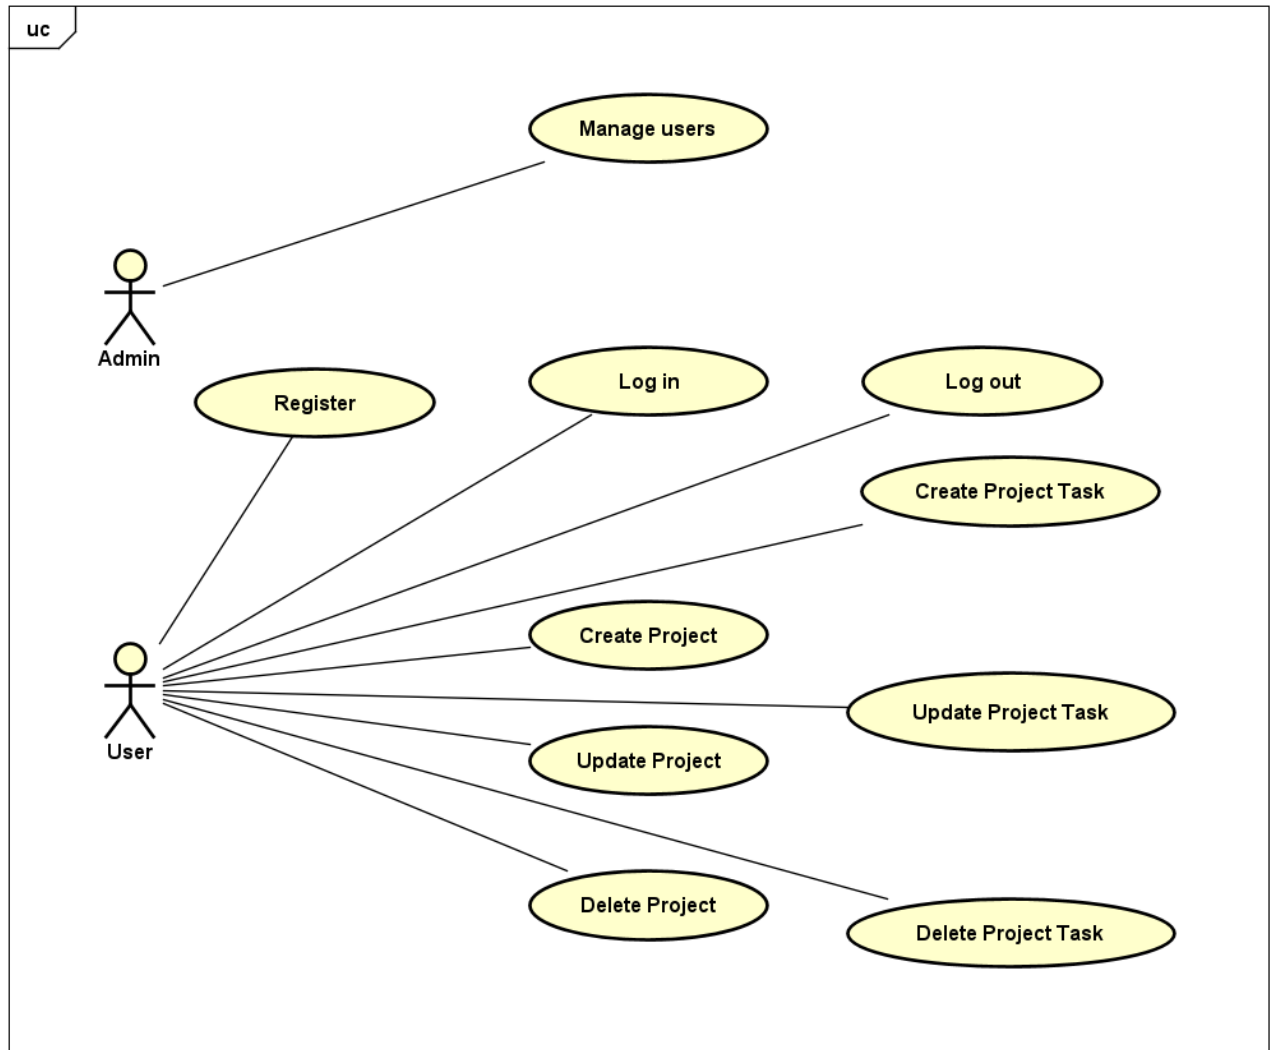 uc
Manage users
Admin
Register
Log in
Log out
Create Project Task
Create Project
Update Project Task
User
Update Project
Delete Project
Delete Project Task